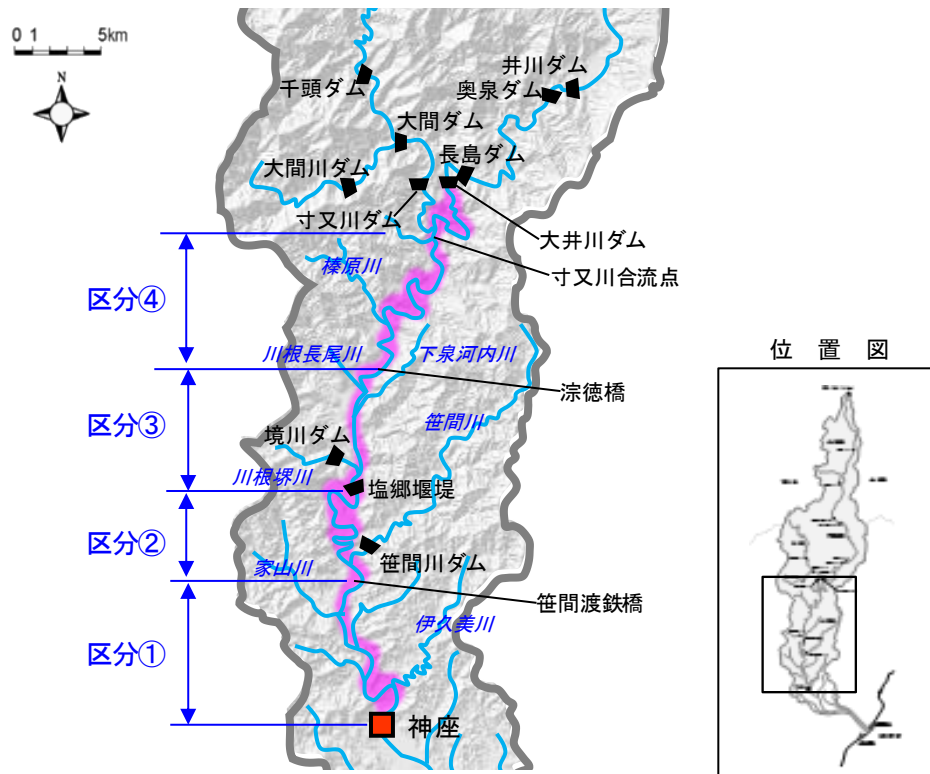 0 1 5km
N
井川ダム
奥泉ダム
千頭ダム
大間ダム
長島ダム
大間川ダム
寸又川ダム
大井川ダム
榛原川
寸又川合流点
区分④
川根長尾川
下泉河内川
淙徳橋
区分③
笹間川
境川ダム
川根堺川
塩郷堰堤
区分②
笹間川ダム
家山川
笹間渡鉄橋
伊久美川
区分①
神座
位 置 図